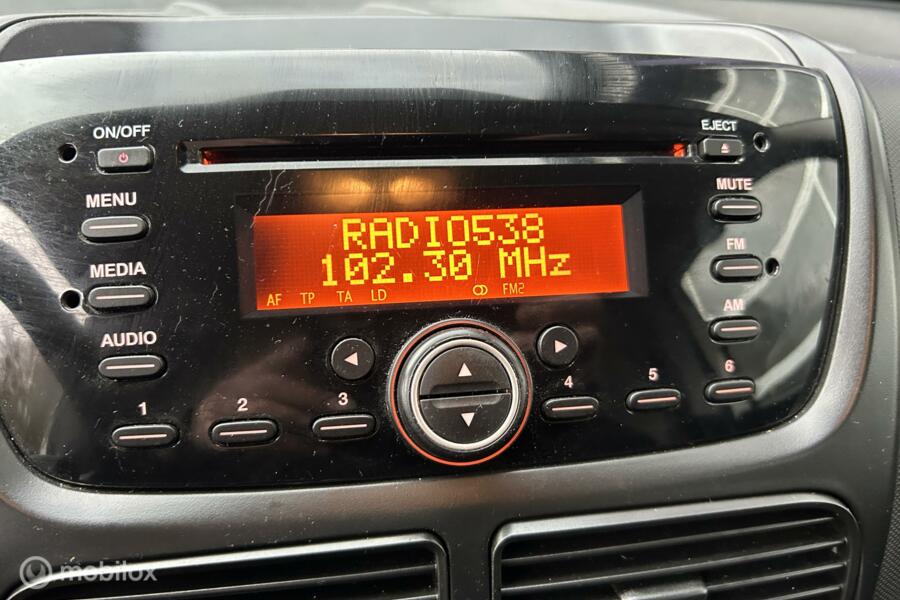 ON/OFF
EJECT
MENU
MUTE
RADIO538
FM
MEDIA
102.30 MHz
AF TP TA LD FM2
AM
AUDIO
1 2 3 4 5 6
mobilox